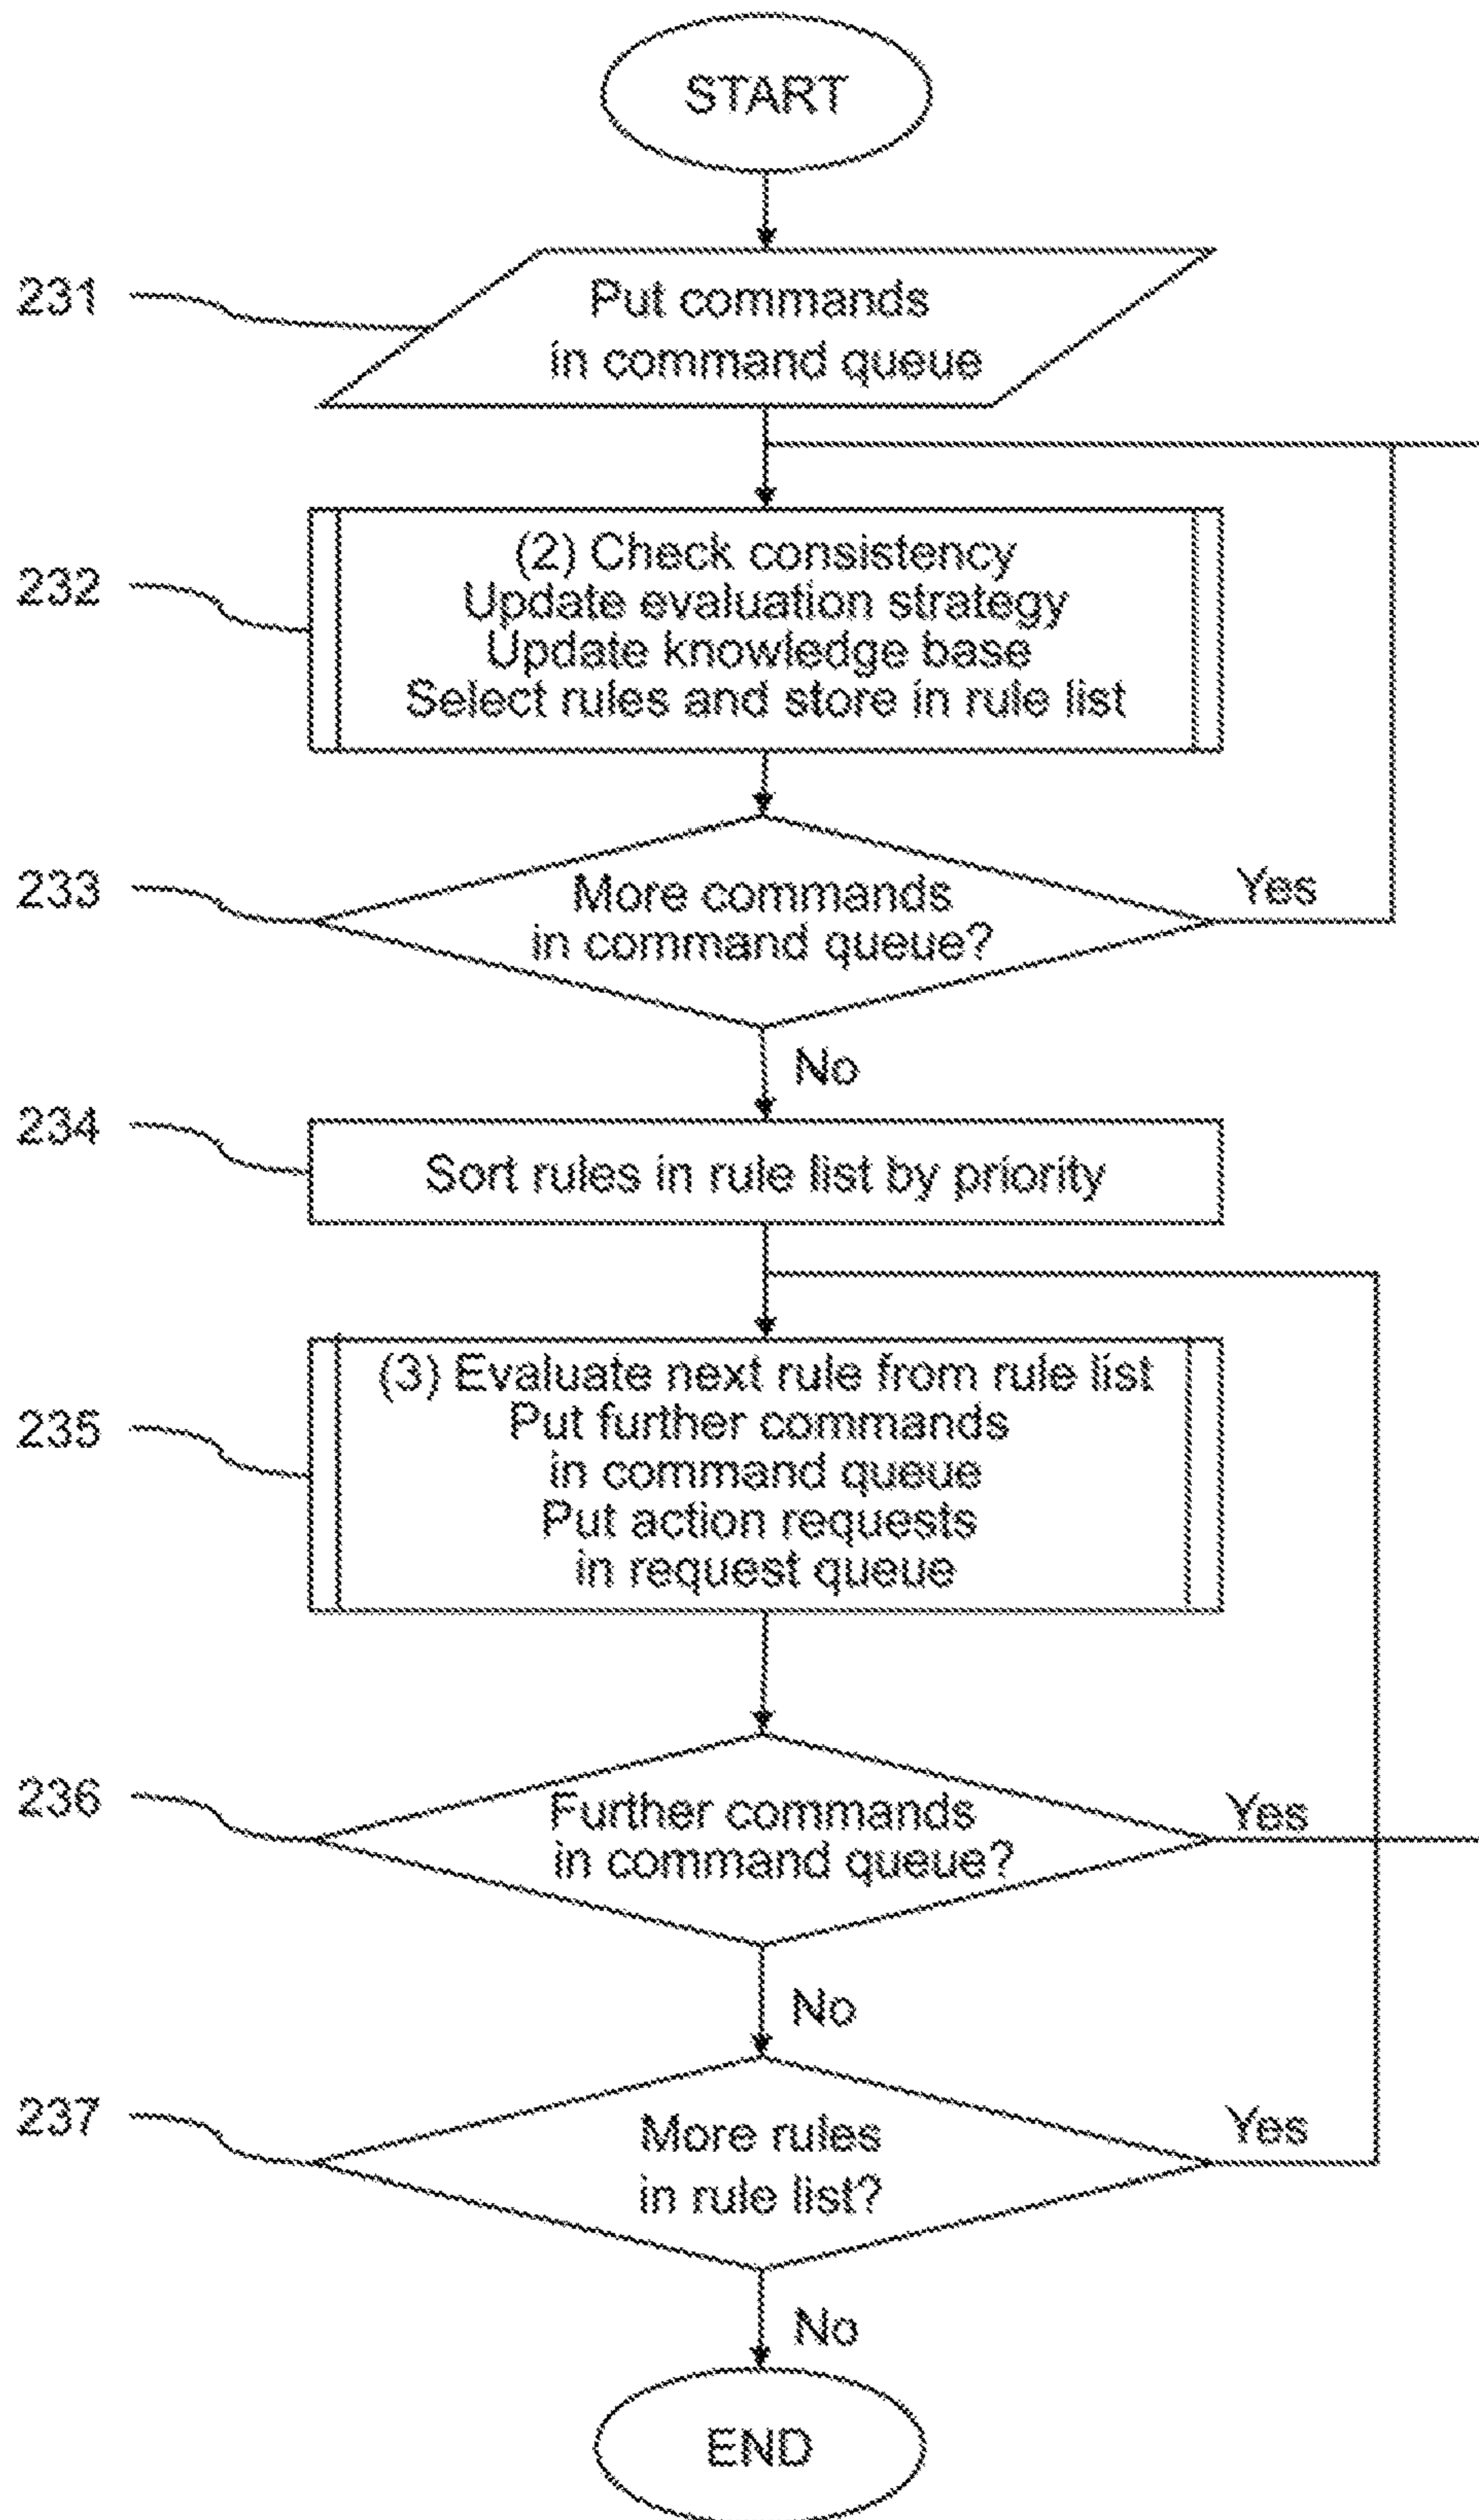 START
231
Put commands
in command queue
232
(2) Check consistency
Update evaluation strategy
Update knowledge base
Select rules and store in rule list
233
More commands
in command queue?
Yes
No
234
Sort rules in rule list by priority
235
(3) Evaluate next rule from rule list
Put further commands
in command queue
Put action requests
in request queue
236
Further commands
in command queue?
Yes
No
237
More rules
in rule list?
Yes
No
END